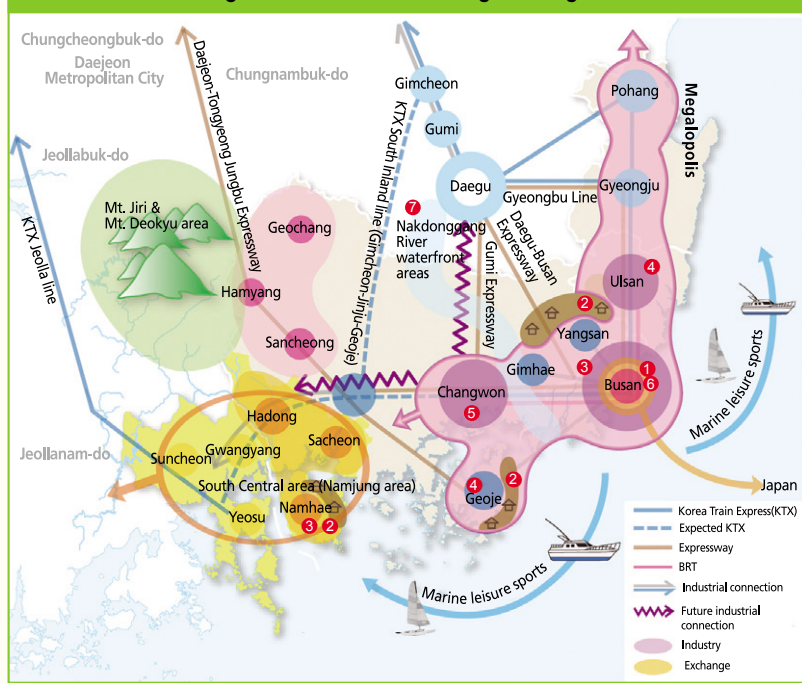 Chungcheongbuk-do
Daejeon
Metropolitan City
Chungnambuk-do
Jeollabuk-do
Jeollanam-do
Daejeon-Tongyeong Jungbu Expressway
KTX Jeolla line
KTX South Inland line (Gimcheon-Jinju-Geoje)
Gimcheon
Gumi
Daegu
Pohang
Megalopolis
Gyeongju
Gyeongbu Line
Daegu-Busan
Expressway
Gumi Expressway
7
Nakdonggang
River
waterfront
areas
Mt. Jiri &
Mt. Deokyu area
Geochang
Hamyang
Sancheong
Ulsan
4
2
Yangsan
Gimhae
3
Busan
1
6
Changwon
5
Hadong
Sacheon
Gwangyang
Suncheon
South Central area (Namjung area)
Namhae
3
2
Yeosu
4
Geoje
2
Marine leisure sports
Marine leisure sports
Japan
Korea Train Express(KTX)
Expected KTX
Expressway
BRT
Industrial connection
Future industrial
connection
Industry
Exchange